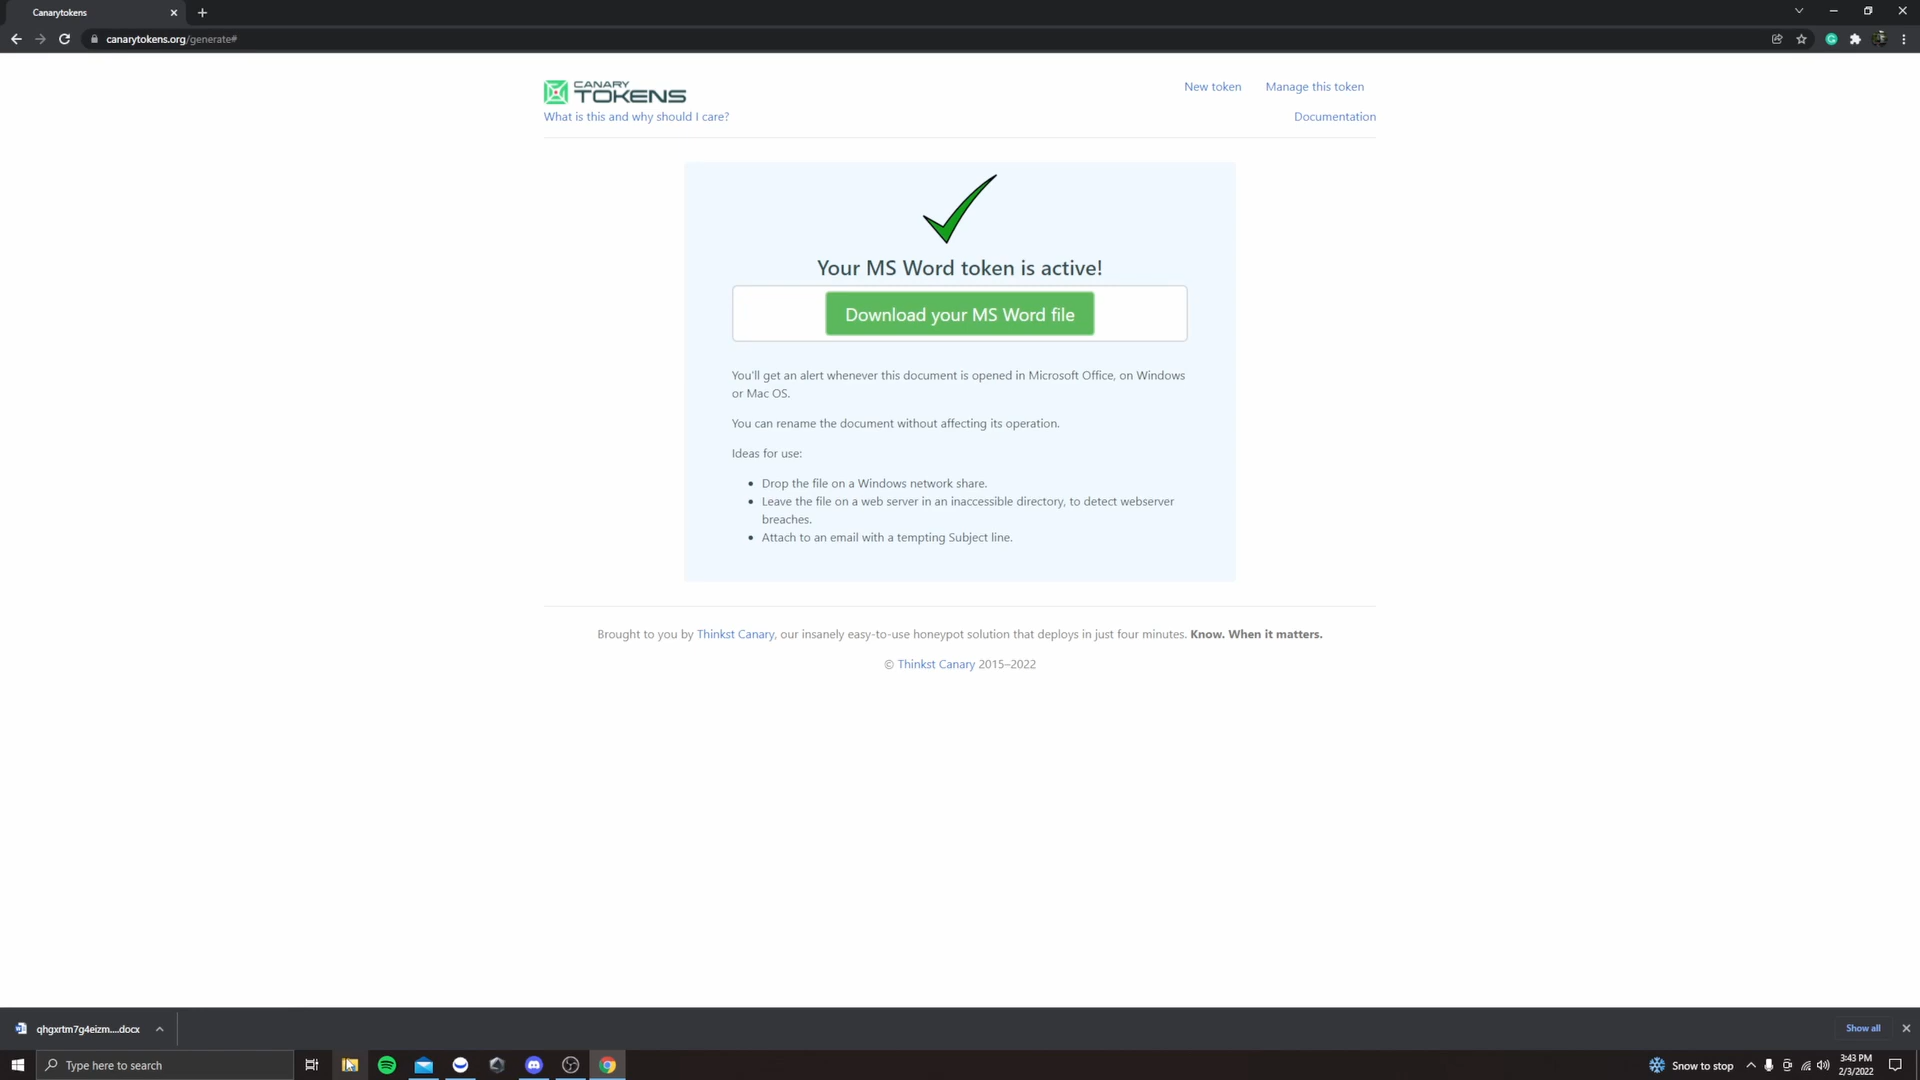 Canarytokens
canarytokens.org/generate#
CANARY
TOKENS
New token
Manage this token
What is this and why should I care?
Documentation
Your MS Word token is active!
Download your MS Word file
You'll get an alert whenever this document is opened in Microsoft Office, on Windows
or Mac OS.
You can rename the document without affecting its operation.
Ideas for use:
Drop the file on a Windows network share.
Leave the file on a web server in an inaccessible directory, to detect webserver
breaches.
Attach to an email with a tempting Subject line.
Brought to you by Thinkst Canary, our insanely easy-to-use honeypot solution that deploys in just four minutes. Know. When it matters.
© Thinkst Canary 2015–2022
qhgxrtm7g4eizm....docx
Show all
Type here to search
Snow to stop
3:43 PM
2/3/2022